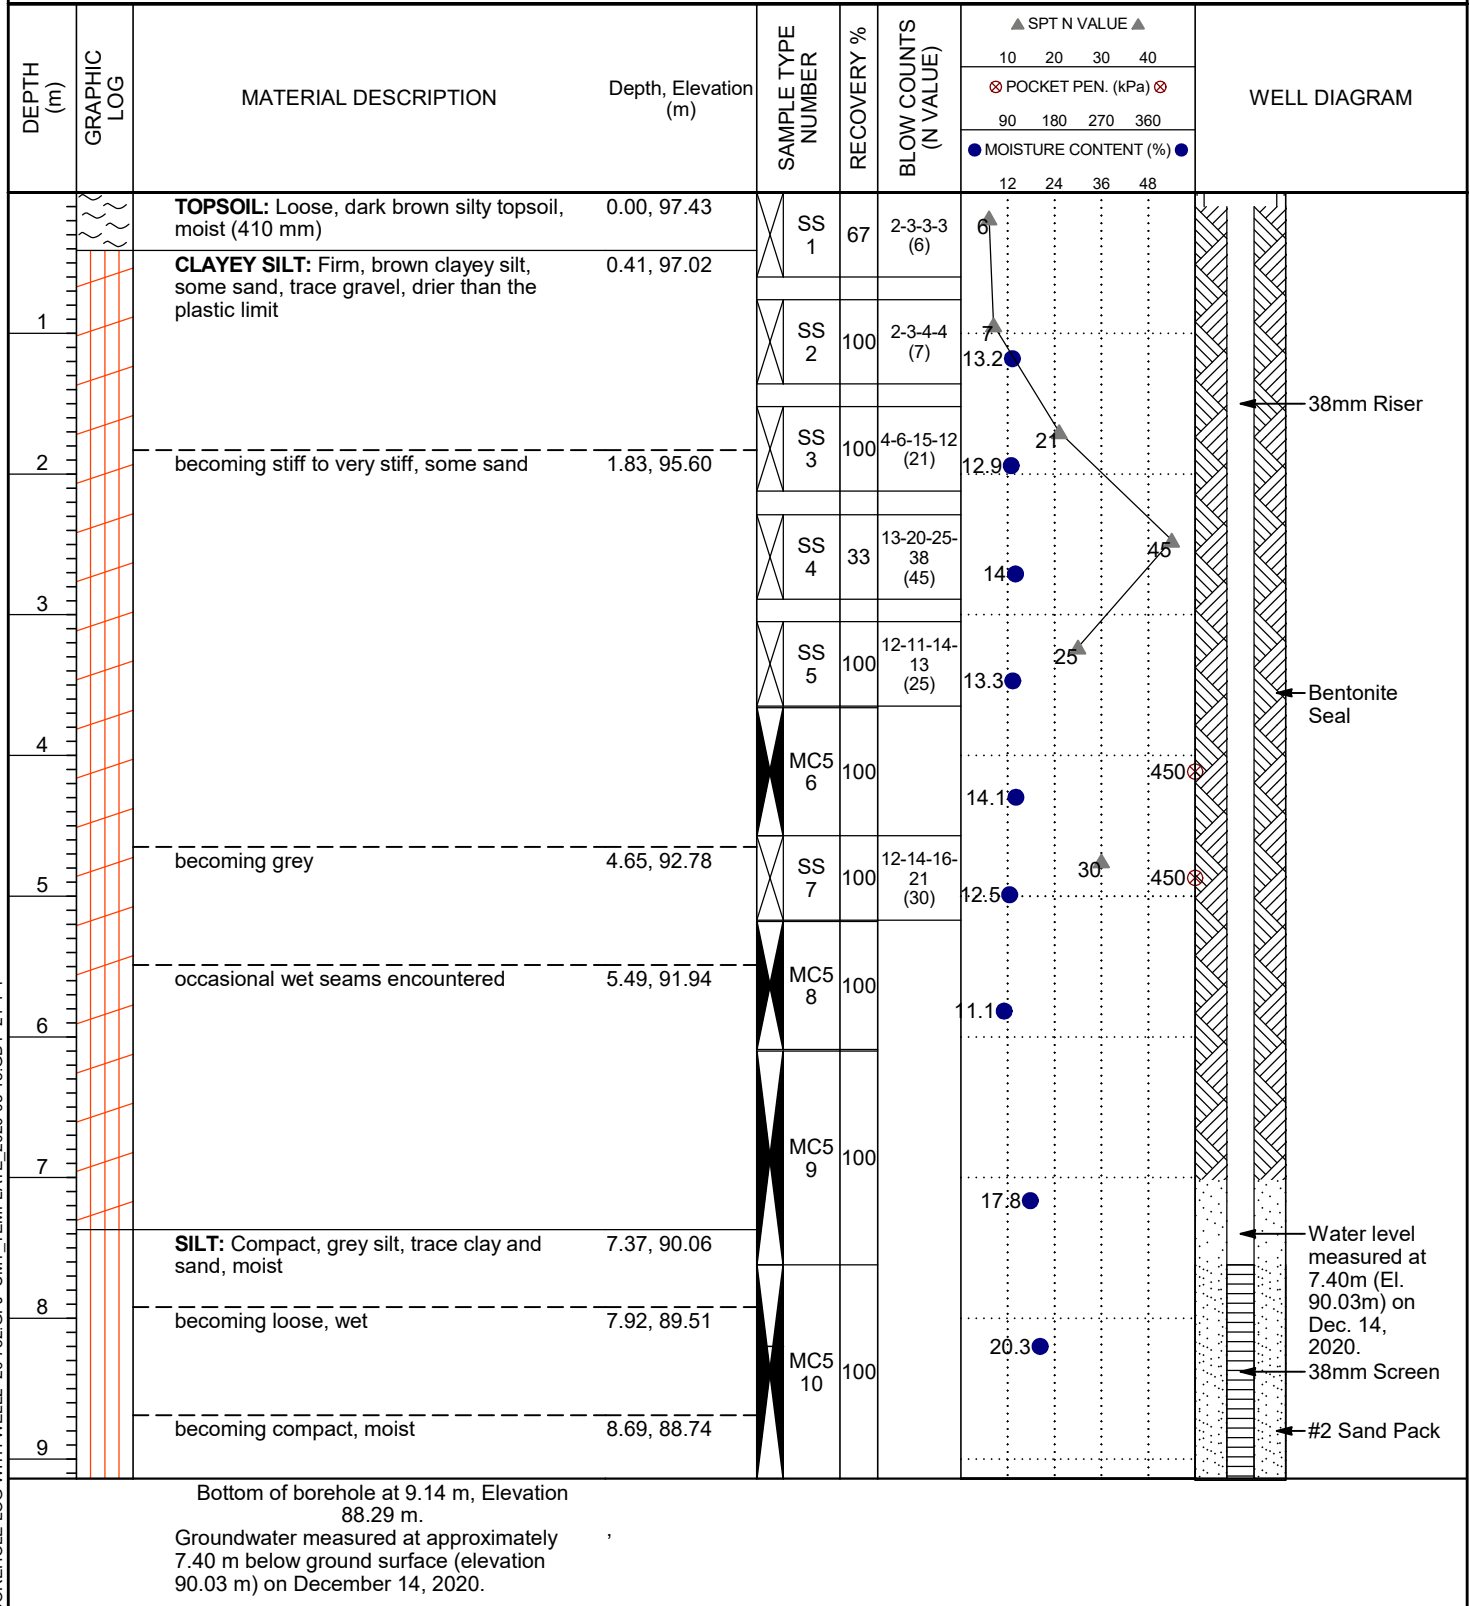 DEPTH
(m)
GRAPHIC
LOG
MATERIAL DESCRIPTION
Depth, Elevation
(m)
SAMPLE TYPE
NUMBER
RECOVERY %
BLOW COUNTS
(N VALUE)
SPT N VALUE
10 20 30 40
POCKET PEN. (kPa)
90 180 270 360
MOISTURE CONTENT (%)
12 24 36 48
WELL DIAGRAM
TOPSOIL: Loose, dark brown silty topsoil,
moist (410 mm)
0.00, 97.43
SS
1
67
2-3-3-3
(6)
6
CLAYEY SILT: Firm, brown clayey silt,
some sand, trace gravel, drier than the
plastic limit
0.41, 97.02
1
SS
2
100
2-3-4-4
(7)
7
13.2
38mm Riser
SS
3
100
4-6-15-12
(21)
21
becoming stiff to very stiff, some sand
1.83, 95.60
2
12.9
SS
4
33
13-20-25-
38
(45)
45
14
3
SS
5
100
12-11-14-
13
(25)
25
13.3
Bentonite
Seal
4
MC5
6
100
450
14.1
becoming grey
4.65, 92.78
5
SS
7
100
12-14-16-
21
(30)
30
450
12.5
occasional wet seams encountered
5.49, 91.94
MC5
8
100
11.1
6
MC5
9
100
7
17.8
SILT: Compact, grey silt, trace clay and
sand, moist
7.37, 90.06
Water level
measured at
7.40m (El.
90.03m) on
Dec. 14,
2020.
8
becoming loose, wet
7.92, 89.51
MC5
10
100
20.3
38mm Screen
becoming compact, moist
8.69, 88.74
#2 Sand Pack
9
Bottom of borehole at 9.14 m, Elevation
88.29 m.
Groundwater measured at approximately
7.40 m below ground surface (elevation
90.03 m) on December 14, 2020.
,